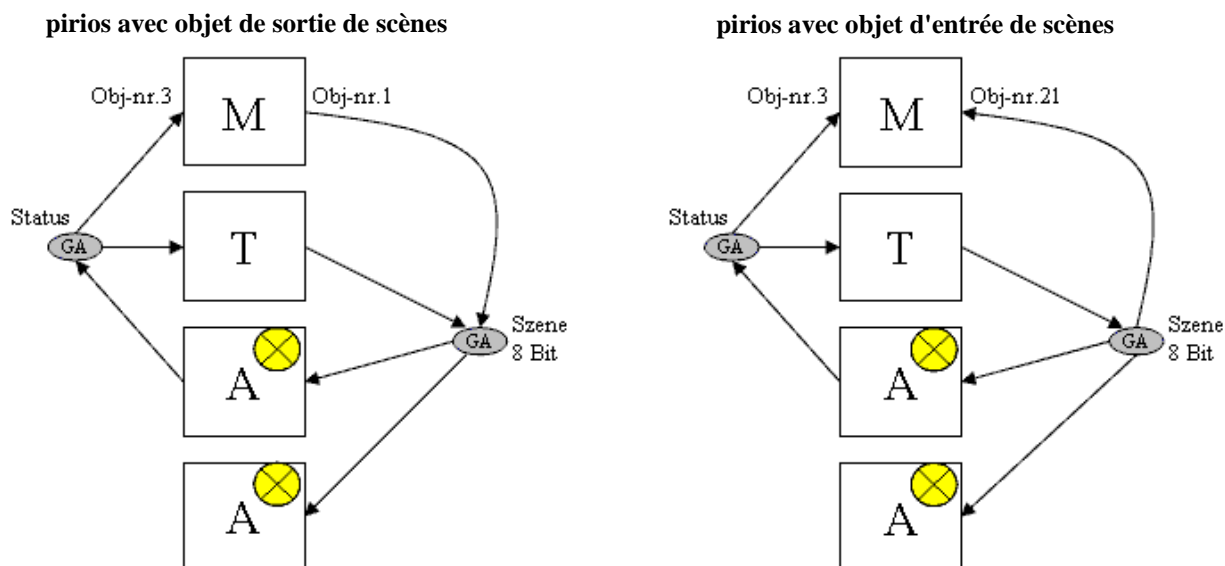 pirios avec objet de sortie de scènes
Obj-nr.3
M
Obj-nr.1
Status
GA
T
GA
Szene
8 Bit
A
A
pirios avec objet d'entrée de scènes
Obj-nr.3
M
Obj-nr.21
Status
GA
T
GA
Szene
8 Bit
A
A